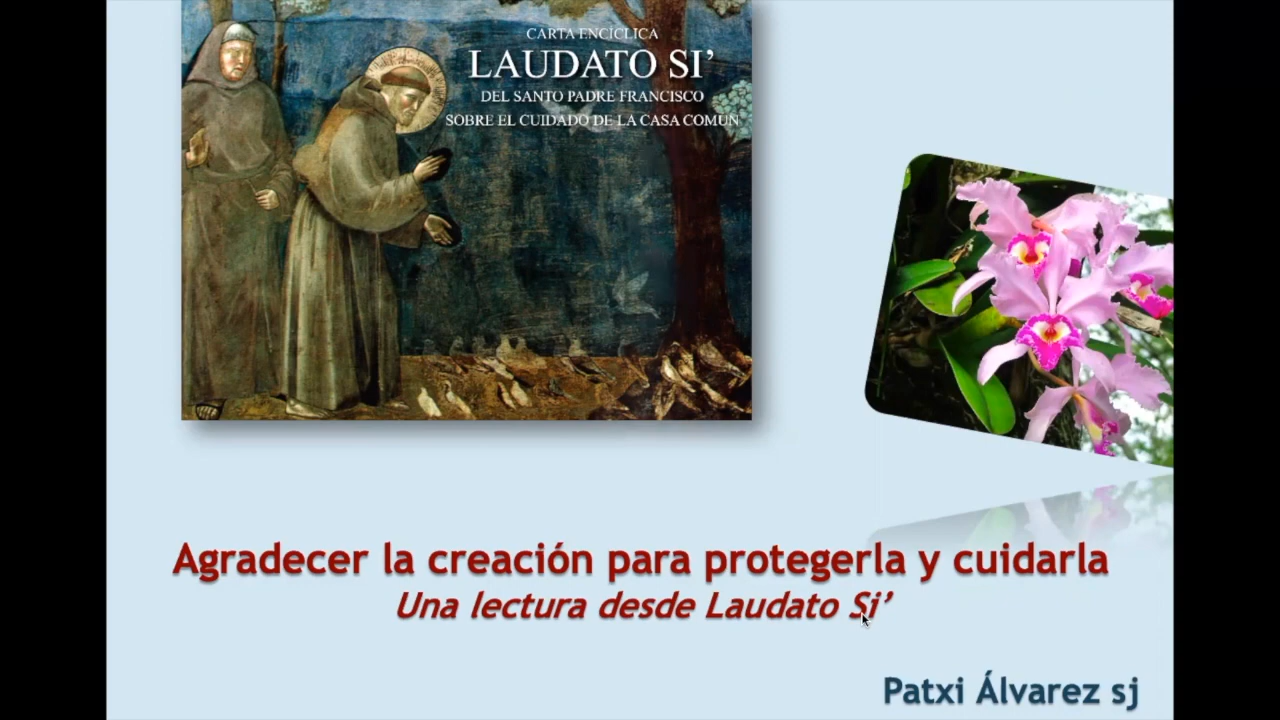 CARTA ENCÍCLICA
LAUDATO SI’
DEL SANTO PADRE FRANCISCO
SOBRE EL CUIDADO DE LA CASA COMÚN
Agradecer la creación para protegerla y cuidarla
Una lectura desde Laudato Si’
Patxi Álvarez sj